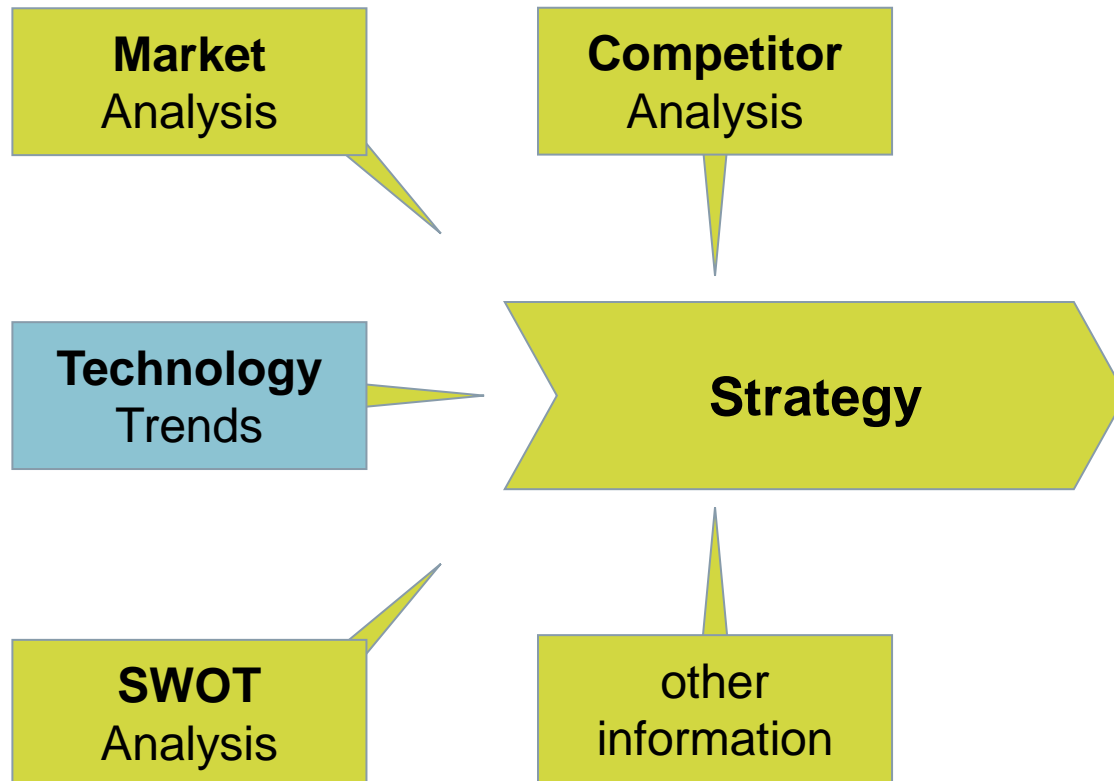 Market
Analysis
Competitor
Analysis
Technology
Trends
Strategy
SWOT
Analysis
other
information